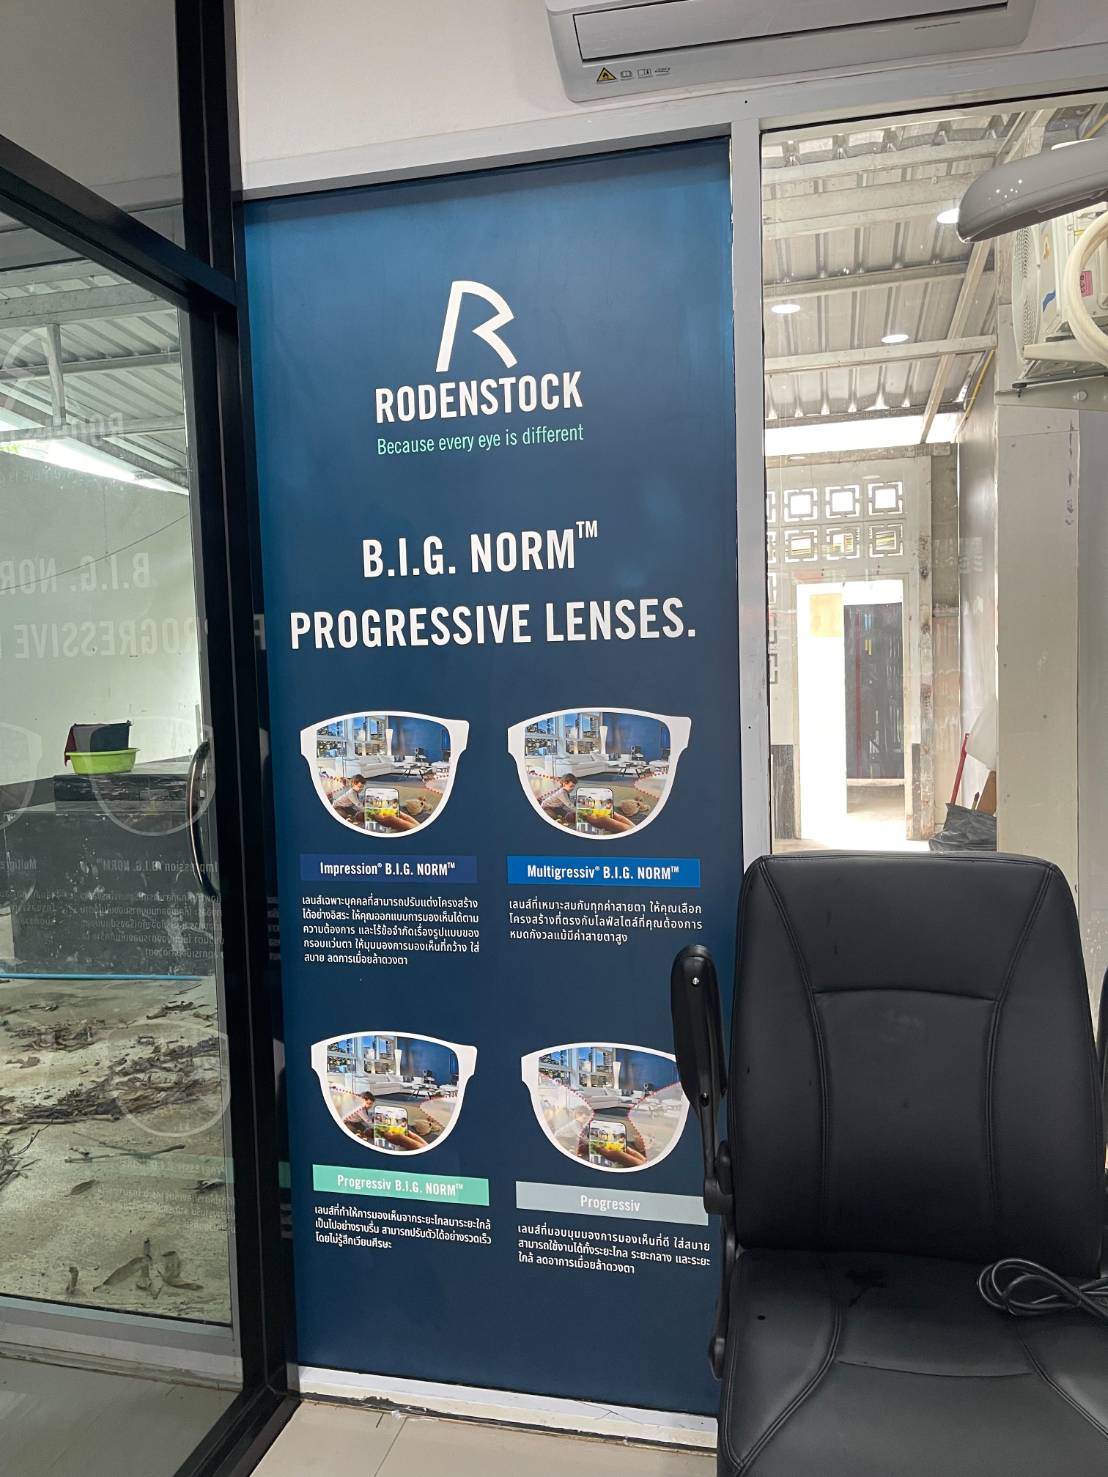 RODENSTOCK
Because every eye is different
B.I.G. NORM™
PROGRESSIVE LENSES.
Impression® B.I.G. NORM™
เลนส์เฉพาะบุคคลที่สามารถปรับแต่งโครงสร้าง
ได้อย่างอิสระ ให้คุณออกแบบการมองเห็นได้ตาม
ความต้องการ และไร้ข้อจำกัดเรื่องรูปแบบของ
กรอบแว่นตา ให้มุมมองการมองเห็นที่กว้าง ใส่
สบาย ลดการเมื่อยล้าดวงตา
Multigressiv® B.I.G. NORM™
เลนส์ที่เหมาะสมกับทุกค่าสายตา ให้คุณเลือก
โครงสร้างที่ตรงกับไลฟ์สไตล์ที่คุณต้องการ
หมดกังวลแม้มีค่าสายตาสูง
Progressiv B.I.G. NORM™
เลนส์ที่ทำให้การมองเห็นจากระยะไกลมาระยะใกล้
เป็นไปอย่างราบรื่น สามารถปรับตัวได้อย่างรวดเร็ว
โดยไม่รู้สึกเวียนศีรษะ
Progressiv
เลนส์ที่มอบมุมมองการมองเห็นที่ดี ใส่สบาย
สามารถใช้งานได้ทั้งระยะไกล ระยะกลาง และระยะ
ใกล้ ลดอาการเมื่อยล้าดวงตา